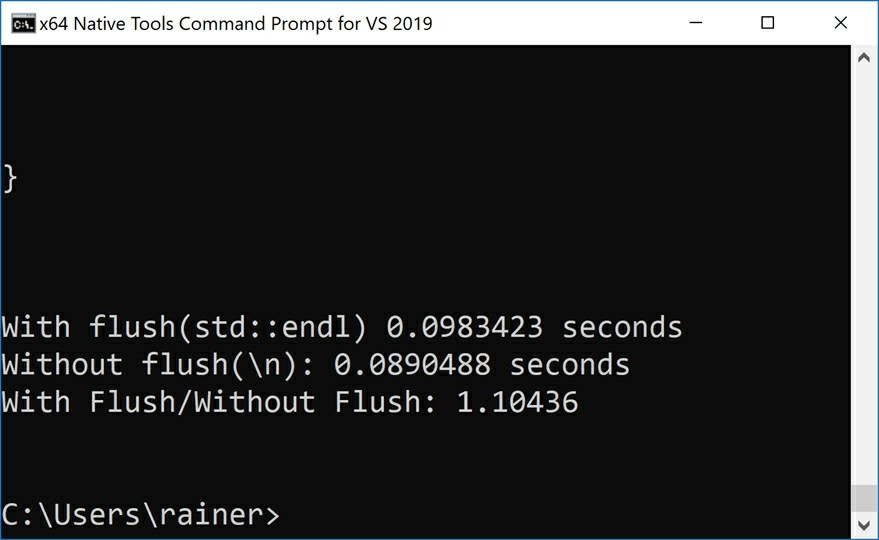 x64 Native Tools Command Prompt for VS 2019
}
With flush(std::endl) 0.0983423 seconds
Without flush(\n): 0.0890488 seconds
With Flush/Without Flush: 1.10436
C:\Users\rainer>